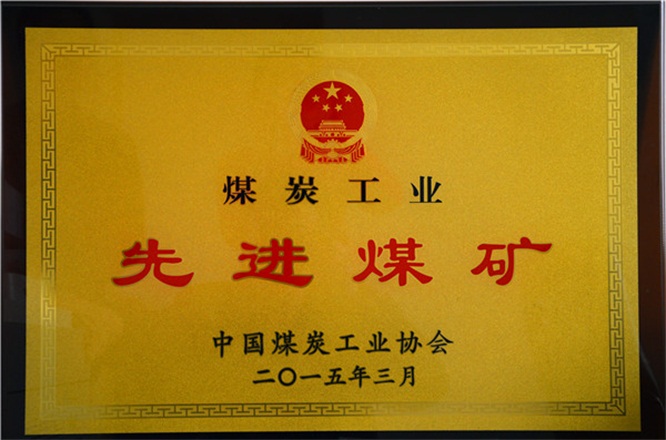 煤炭工业
先进煤矿
中国煤炭工业协会
二〇一五年三月